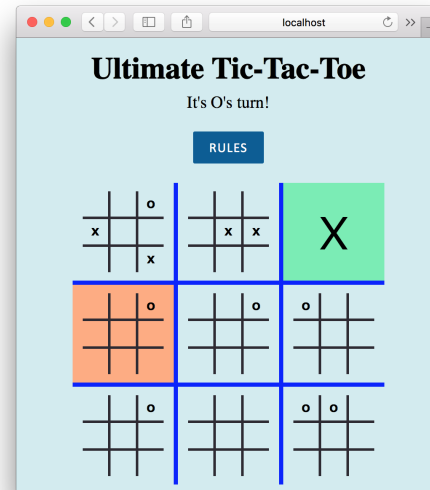 localhost
Ultimate Tic-Tac-Toe
It's O's turn!
RULES
o
x x x X
x
o o o
o o o